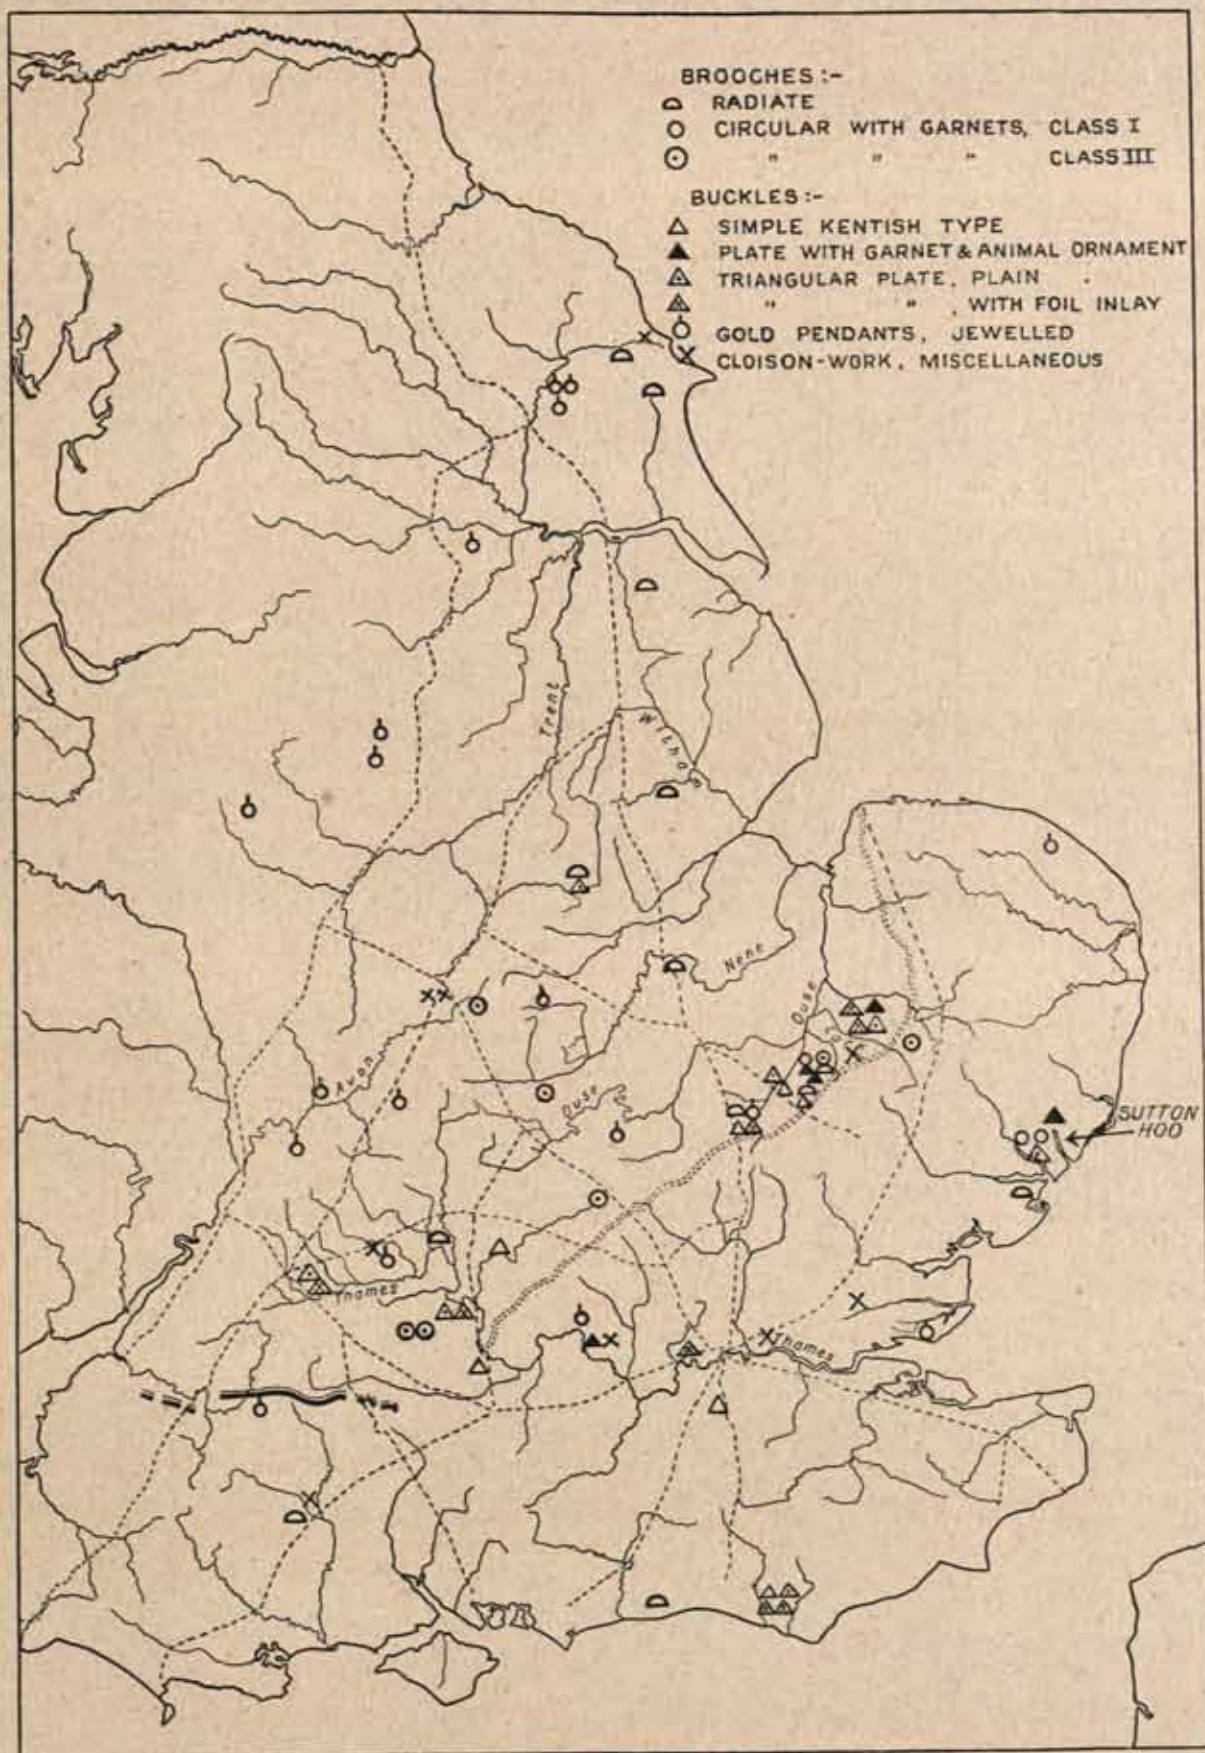 BROOCHES :-
RADIATE
CIRCULAR WITH GARNETS, CLASS I
" " " CLASS III
BUCKLES :-
SIMPLE KENTISH TYPE
PLATE WITH GARNET & ANIMAL ORNAMENT
TRIANGULAR PLATE, PLAIN
" " , WITH FOIL INLAY
GOLD PENDANTS, JEWELLED
CLOISON-WORK, MISCELLANEOUS
Trent
Witham
Nene
Ouse
Avon
Ouse
SUTTON
HOO
Thames
Thames